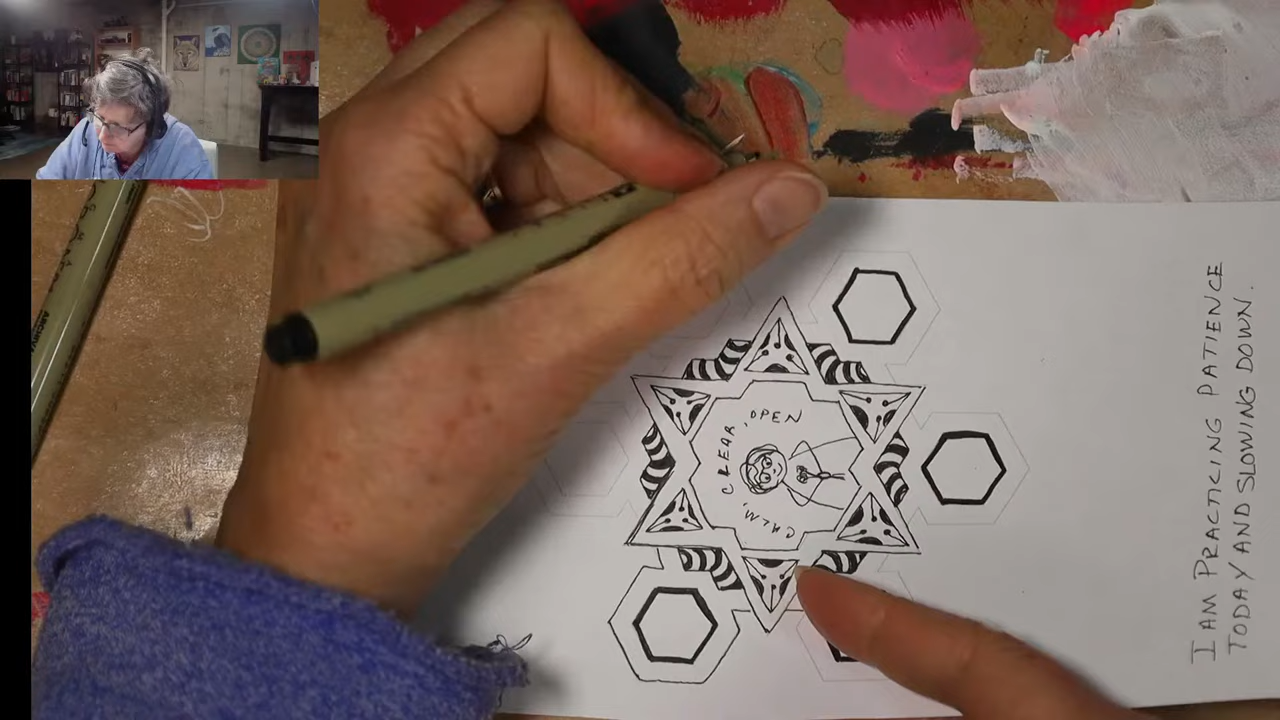 I AM PRACTICING PATIENCE
TODAY AND SLOWING DOWN.
CALM, CLEAR, OPEN